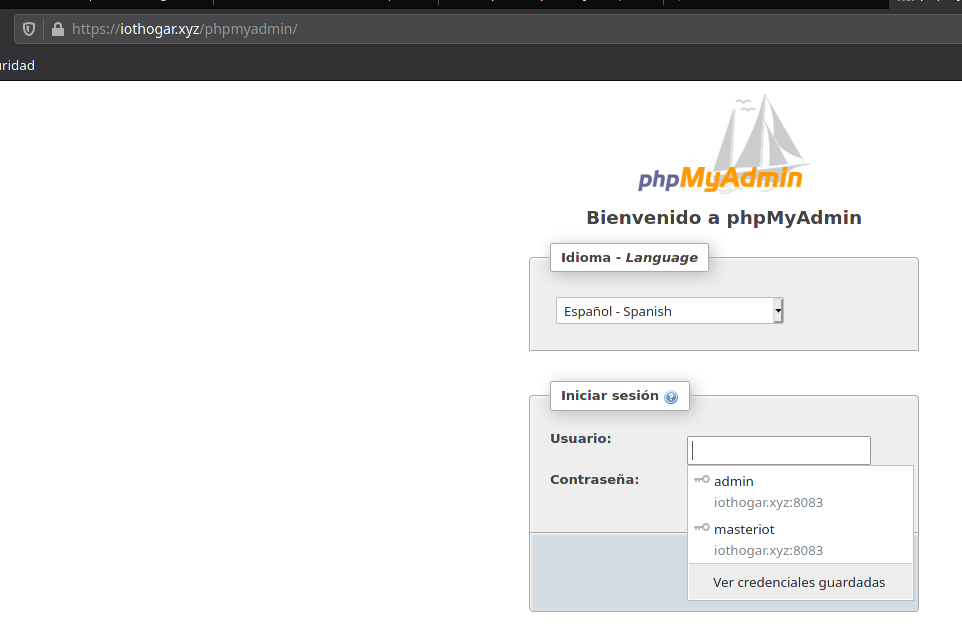 https://iothogar.xyz/phpmyadmin/
ridad
phpMyAdmin
Bienvenido a phpMyAdmin
Idioma - Language
Español - Spanish
Iniciar sesión
Usuario:
Contraseña:
admin
iothogar.xyz:8083
masteriot
iothogar.xyz:8083
Ver credenciales guardadas